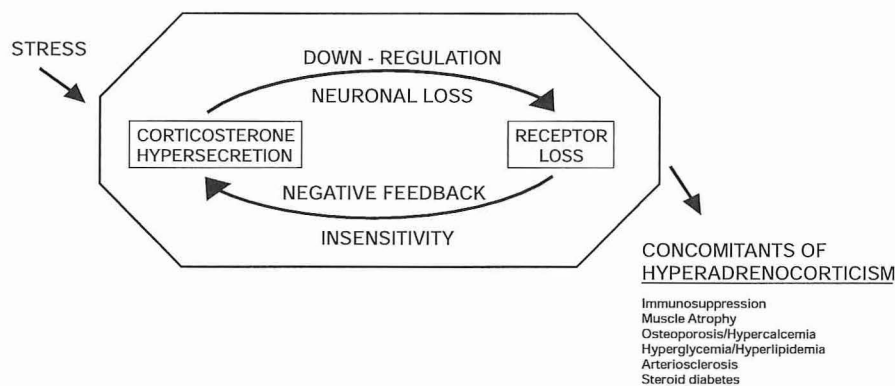 STRESS
DOWN - REGULATION
NEURONAL LOSS
CORTICOSTERONE
HYPERSECRETION
RECEPTOR
LOSS
NEGATIVE FEEDBACK
INSENSITIVITY
CONCOMITANTS OF
HYPERADRENOCORTICISM
Immunosuppression
Muscle Atrophy
Osteoporosis/Hypercalcemia
Hyperglycemia/Hyperlipidemia
Arteriosclerosis
Steroid diabetes